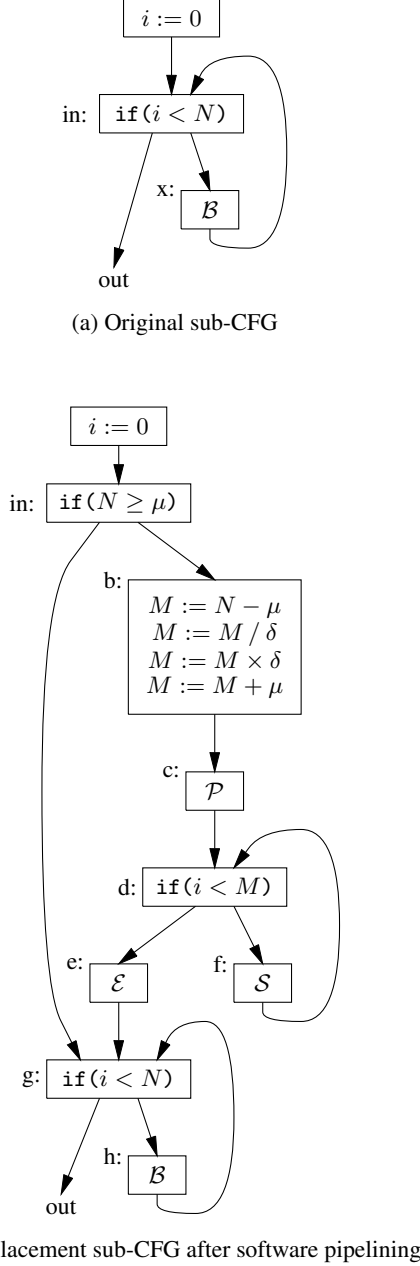 i := 0
in: if(i < N)
x: ℬ
out
(a) Original sub-CFG
i := 0
in: if(N ≥ μ)
b:
M := N − μ
M := M / δ
M := M × δ
M := M + μ
c: 𝒫
d: if(i < M)
e: ℰ
f: 𝒮
g: if(i < N)
h: ℬ
out
lacement sub-CFG after software pipelining